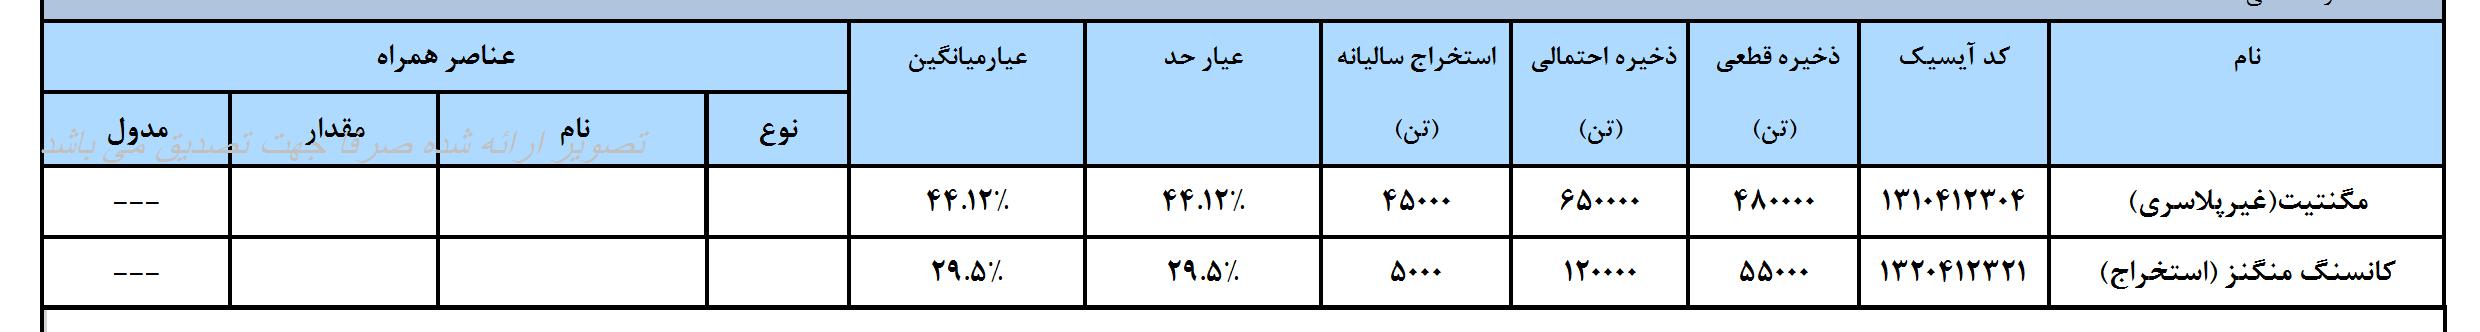 نام کد آیسیک ذخیره قطعی ذخیره احتمالی استخراج سالیانه عیار حد عیارمیانگین عناصر همراه
(تن) (تن) (تن) نوع نام مقدار مدول
تصویر ارائه شده صرفا جهت تصدیق می باشد
مگنتیت(غیرپلاسری) ۱۳۱۰۴۱۲۳۰۴ ۴۸۰۰۰۰ ۶۵۰۰۰۰ ۴۵۰۰۰ ۴۴.۱۲٪ ۴۴.۱۲٪ ---
کانسنگ منگنز (استخراج) ۱۳۲۰۴۱۲۳۲۱ ۵۵۰۰۰ ۱۲۰۰۰۰ ۵۰۰۰ ۲۹.۵٪ ۲۹.۵٪ ---